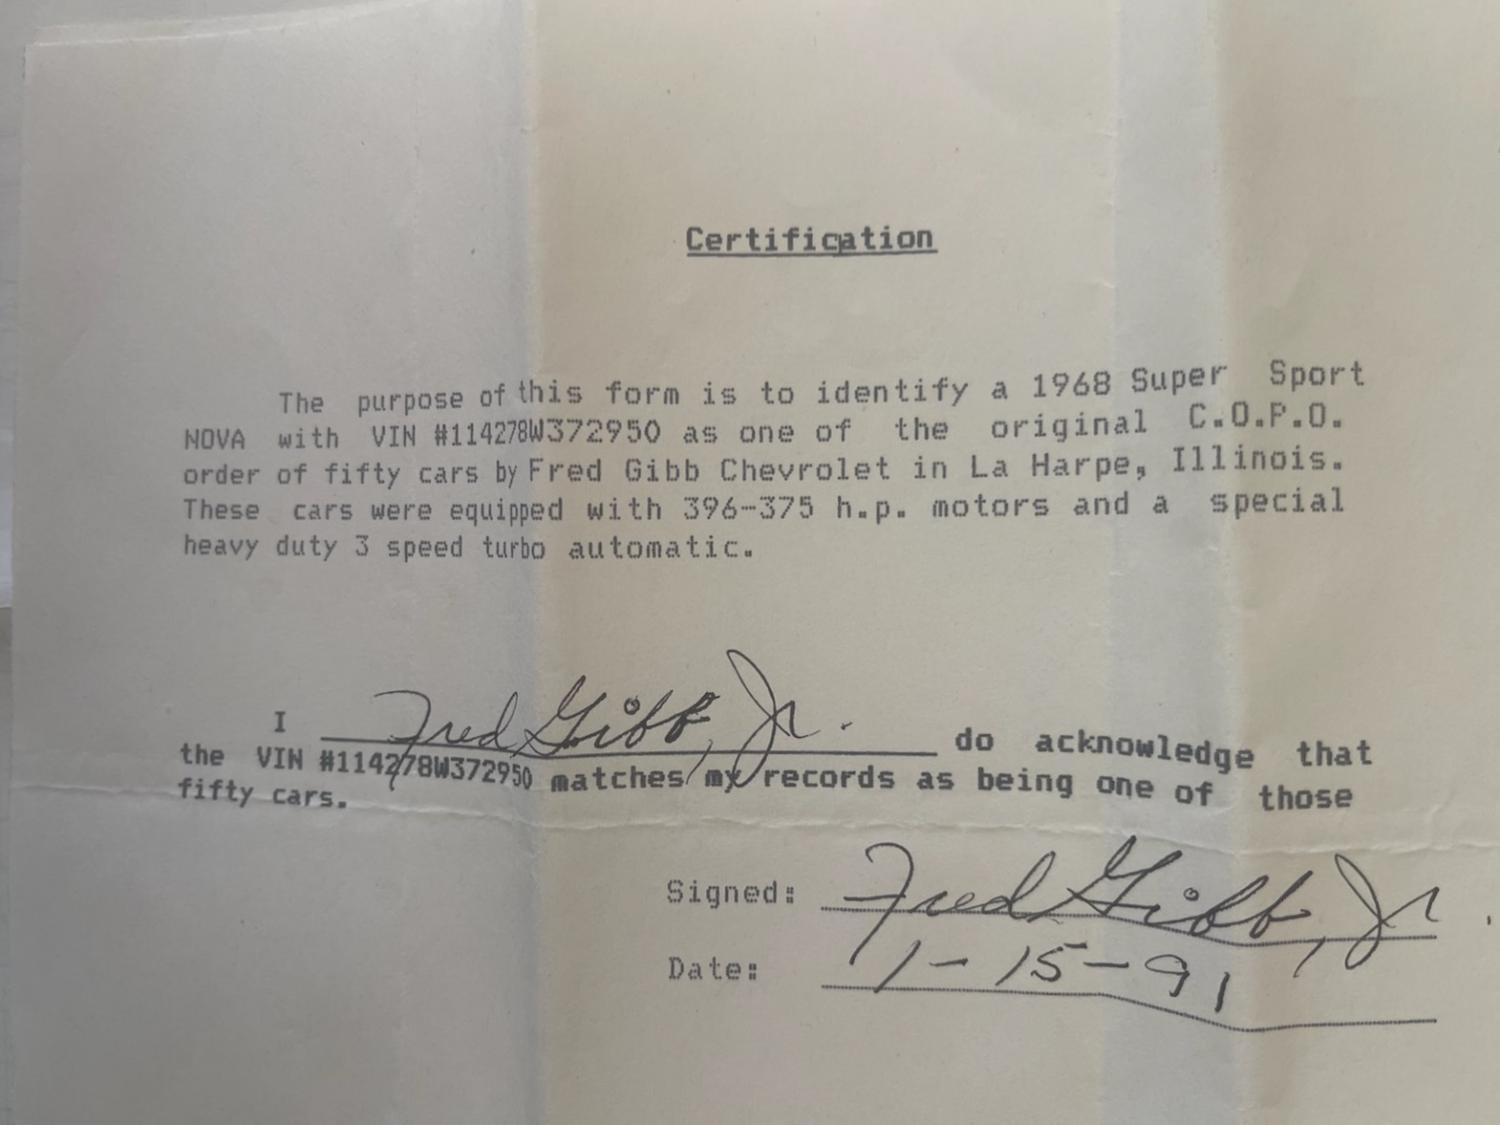 Certification
The purpose of this form is to identify a 1968 Super Sport
NOVA with VIN #114278W372950 as one of the original C.O.P.O.
order of fifty cars by Fred Gibb Chevrolet in La Harpe, Illinois.
These cars were equipped with 396-375 h.p. motors and a special
heavy duty 3 speed turbo automatic.
I Fred Gibb, Jr. do acknowledge that
the VIN #114278W372950 matches my records as being one of those
fifty cars.
Signed: Fred Gibb, Jr.
Date: 1-15-91